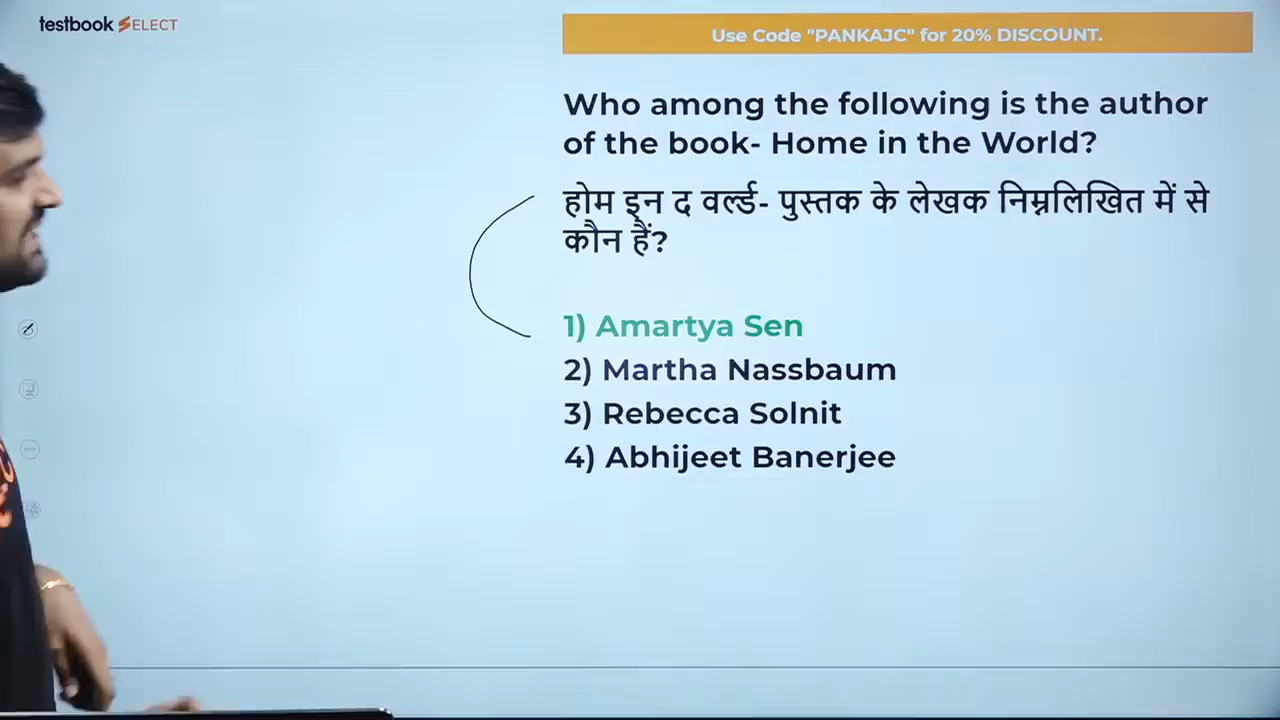 testbook SELECT
Use Code "PANKAJC" for 20% DISCOUNT.
Who among the following is the author
of the book- Home in the World?
होम इन द वर्ल्ड- पुस्तक के लेखक निम्नलिखित में से
कौन हैं?
1) Amartya Sen
2) Martha Nassbaum
3) Rebecca Solnit
4) Abhijeet Banerjee